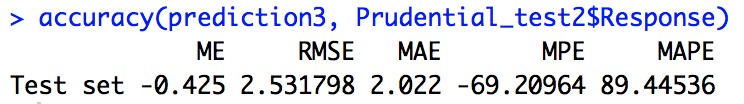 > accuracy(prediction3, Prudential_test2$Response)
ME RMSE MAE MPE MAPE
Test set -0.425 2.531798 2.022 -69.20964 89.44536